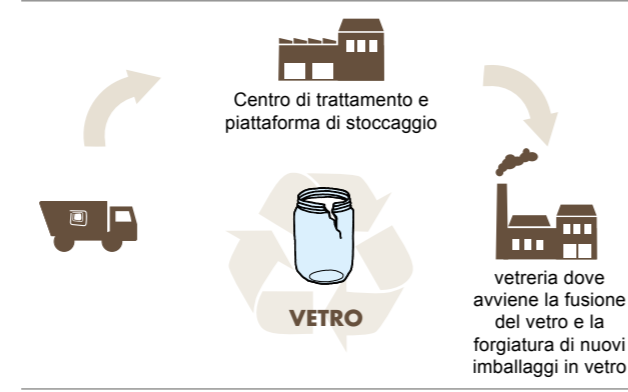 Centro di trattamento e
piattaforma di stoccaggio
VETRO
vetreria dove
avviene la fusione
del vetro e la
forgiatura di nuovi
imballaggi in vetro